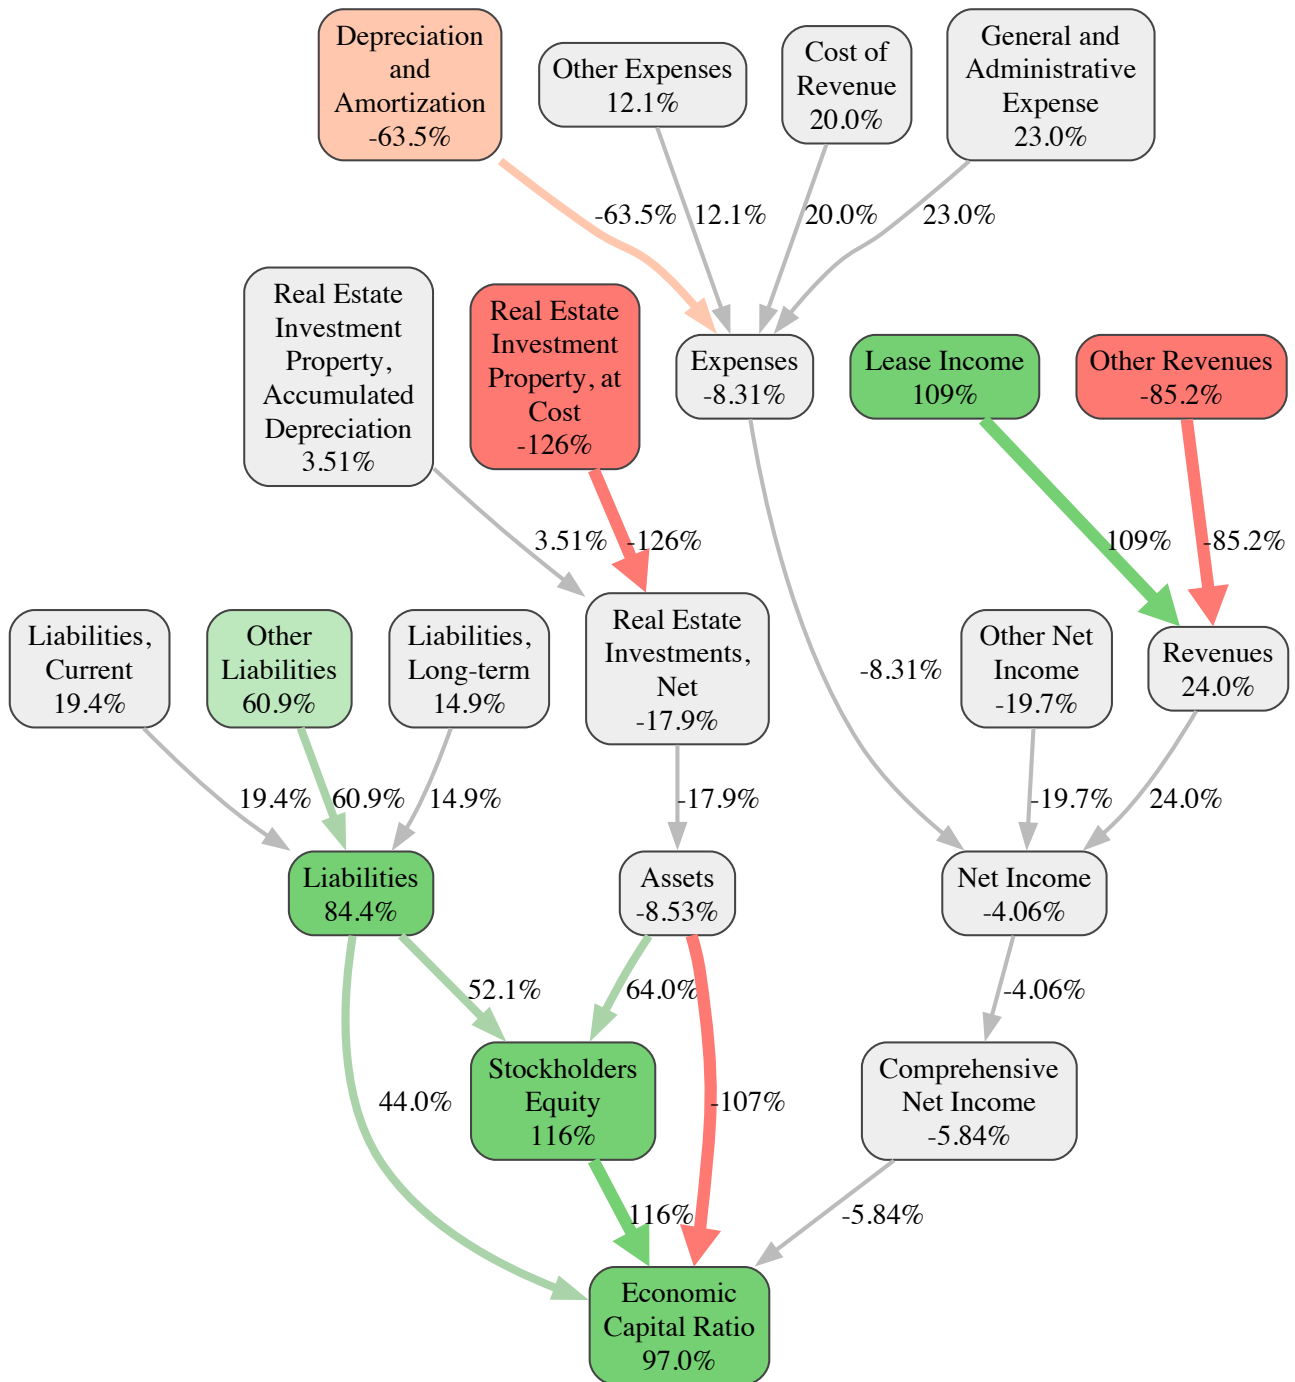 Depreciation
and
Amortization
-63.5%
Other Expenses
12.1%
Cost of
Revenue
20.0%
General and
Administrative
Expense
23.0%
-63.5%
12.1%
20.0%
23.0%
Real Estate
Investment
Property,
Accumulated
Depreciation
3.51%
Real Estate
Investment
Property, at
Cost
-126%
Expenses
-8.31%
Lease Income
109%
Other Revenues
-85.2%
3.51%
-126%
109%
-85.2%
Liabilities,
Current
19.4%
Other
Liabilities
60.9%
Liabilities,
Long-term
14.9%
Real Estate
Investments,
Net
-17.9%
-8.31%
Other Net
Income
-19.7%
Revenues
24.0%
19.4%
60.9%
14.9%
-17.9%
-19.7%
24.0%
Liabilities
84.4%
Assets
-8.53%
Net Income
-4.06%
52.1%
64.0%
-4.06%
Stockholders
Equity
116%
Comprehensive
Net Income
-5.84%
44.0%
-107%
116%
-5.84%
Economic
Capital Ratio
97.0%